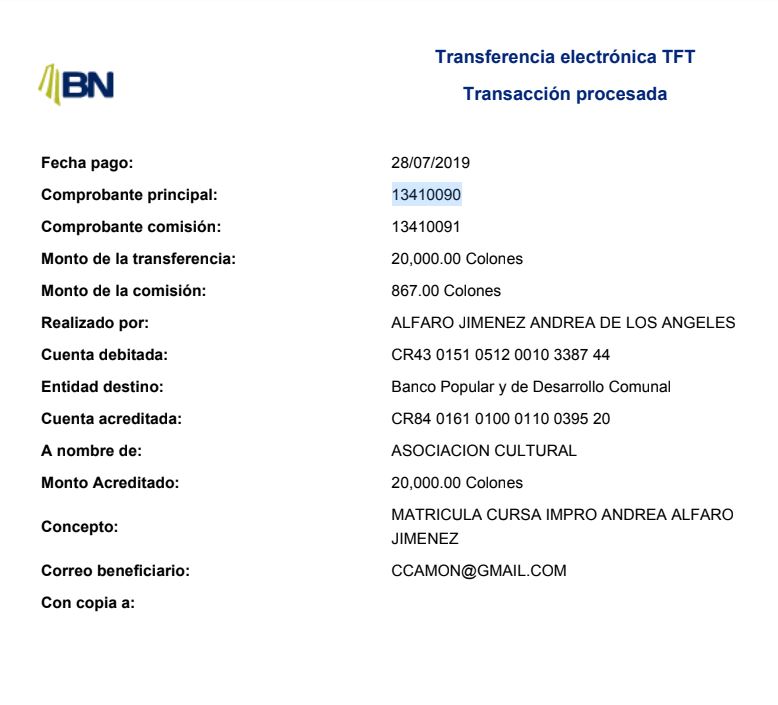 BN
Transferencia electrónica TFT
Transacción procesada
Fecha pago: 28/07/2019
Comprobante principal: 13410090
Comprobante comisión: 13410091
Monto de la transferencia: 20,000.00 Colones
Monto de la comisión: 867.00 Colones
Realizado por: ALFARO JIMENEZ ANDREA DE LOS ANGELES
Cuenta debitada: CR43 0151 0512 0010 3387 44
Entidad destino: Banco Popular y de Desarrollo Comunal
Cuenta acreditada: CR84 0161 0100 0110 0395 20
A nombre de: ASOCIACION CULTURAL
Monto Acreditado: 20,000.00 Colones
Concepto: MATRICULA CURSA IMPRO ANDREA ALFARO
JIMENEZ
Correo beneficiario: CCAMON@GMAIL.COM
Con copia a: